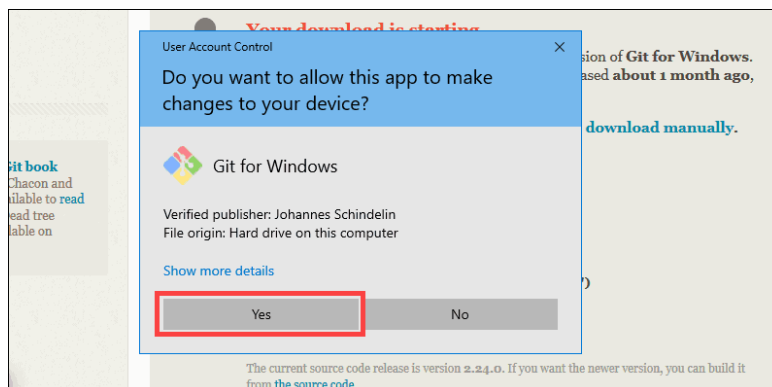 Your download is starting
User Account Control
Do you want to allow this app to make
changes to your device?
sion of Git for Windows.
ased about 1 month ago,
download manually.
Git book
Chacon and
ailable to read
read tree
lable on
Git for Windows
Verified publisher: Johannes Schindelin
File origin: Hard drive on this computer
Show more details
')
Yes
No
The current source code release is version 2.24.0. If you want the newer version, you can build it
from the source code.